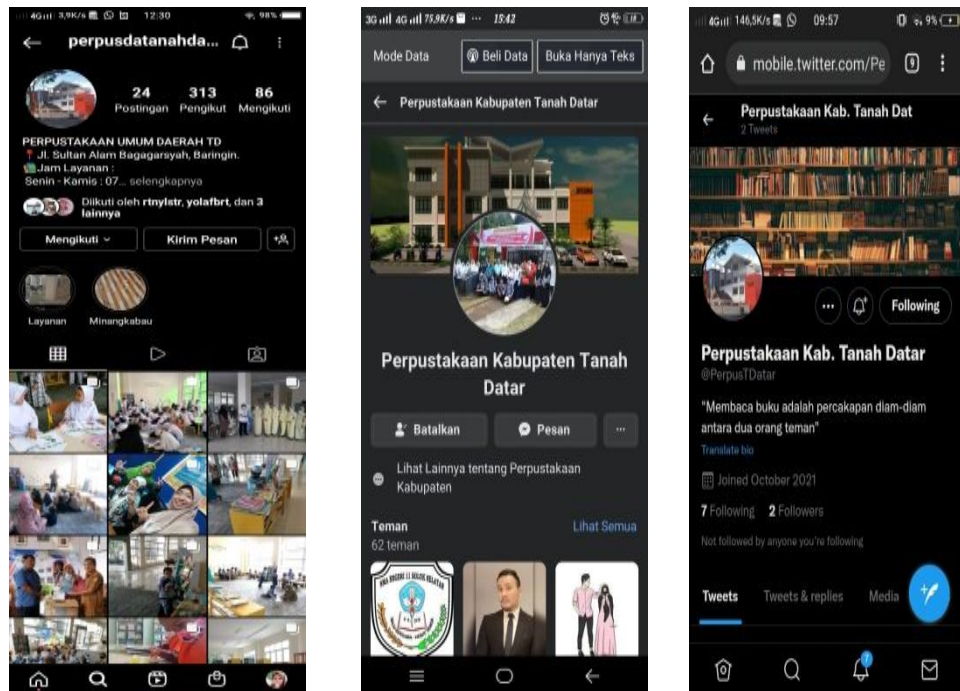 4G 3,9K/s 12:30 98%
perpusdatanahda...
24 313 86
Postingan Pengikut Mengikuti
PERPUSTAKAAN UMUM DAERAH TD
Jl. Sultan Alam Bagagarsyah, Baringin.
Jam Layanan :
Senin - Kamis : 07... selengkapnya
Diikuti oleh rtnylstr, yolafbrt, dan 3
lainnya
Mengikuti Kirim Pesan
Layanan Minangkabau
3G 4G 75.9K/s ... 15:42
Mode Data Beli Data Buka Hanya Teks
Perpustakaan Kabupaten Tanah Datar
Perpustakaan Kabupaten Tanah
Datar
Batalkan Pesan ...
Lihat Lainnya tentang Perpustakaan
Kabupaten
Teman Lihat Semua
62 teman
4G 146,5K/s 09:57 9%
mobile.twitter.com/Pe 9
Perpustakaan Kab. Tanah Dat
2 Tweets
... Following
Perpustakaan Kab. Tanah Datar
@PerpusTDatar
"Membaca buku adalah percakapan diam-diam
antara dua orang teman"
Translate bio
Joined October 2021
7 Following 2 Followers
Not followed by anyone you're following
Tweets Tweets & replies Media
7